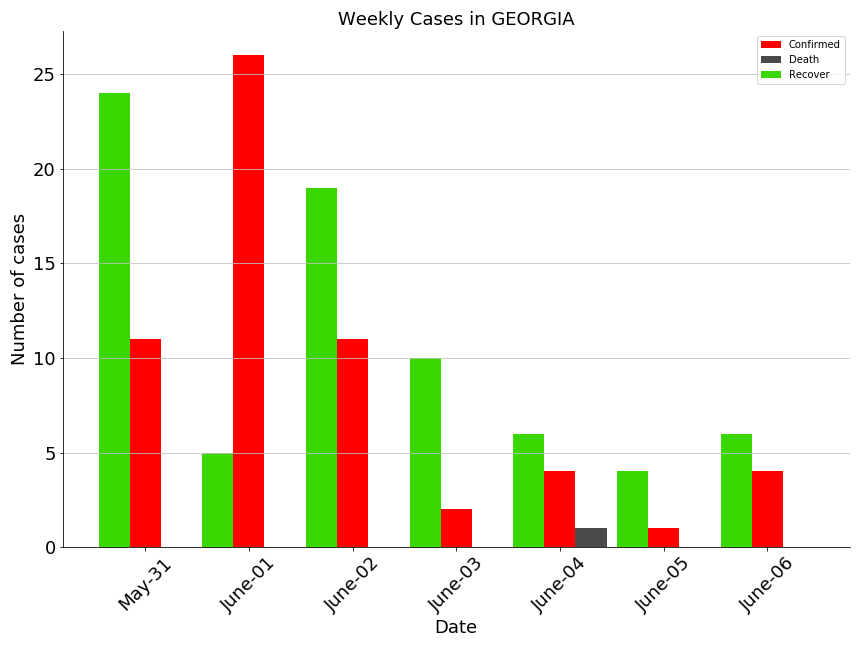 Weekly Cases in GEORGIA
Confirmed
Death
Recover
Number of cases
25
20
15
10
5
0
May-31
June-01
June-02
June-03
June-04
June-05
June-06
Date